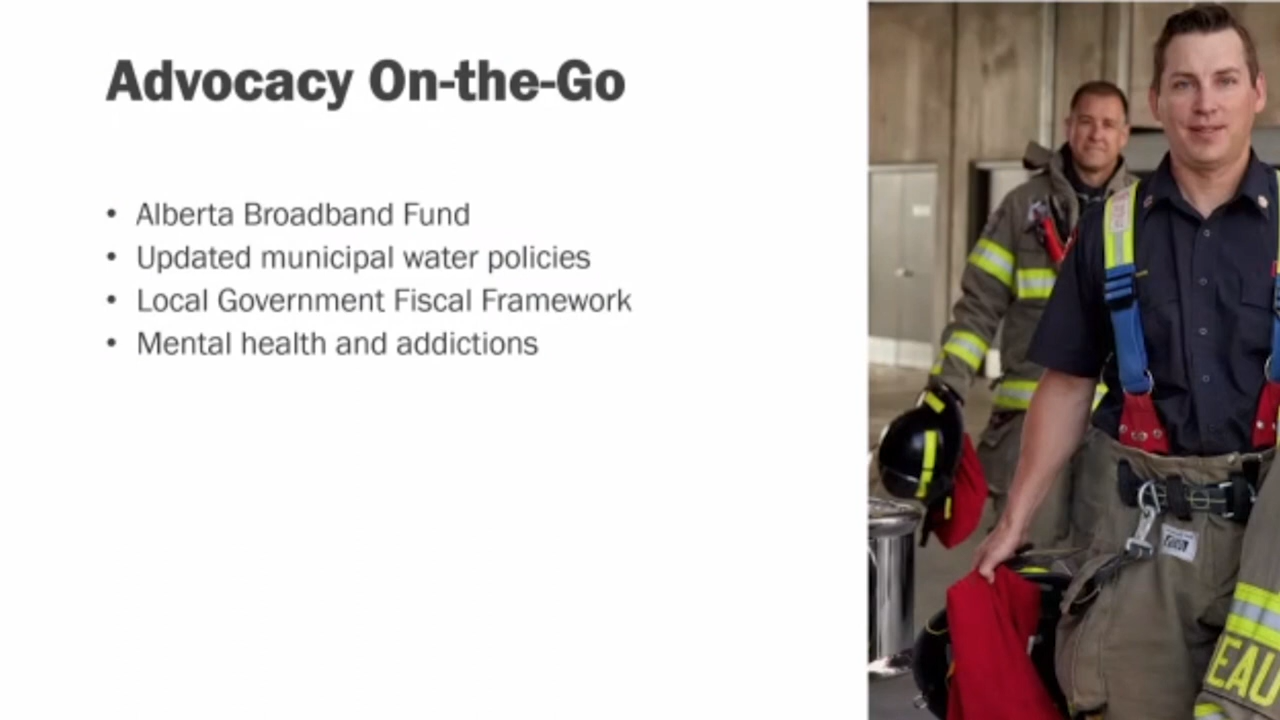 Advocacy On-the-Go
• Alberta Broadband Fund
• Updated municipal water policies
• Local Government Fiscal Framework
• Mental health and addictions
EAU